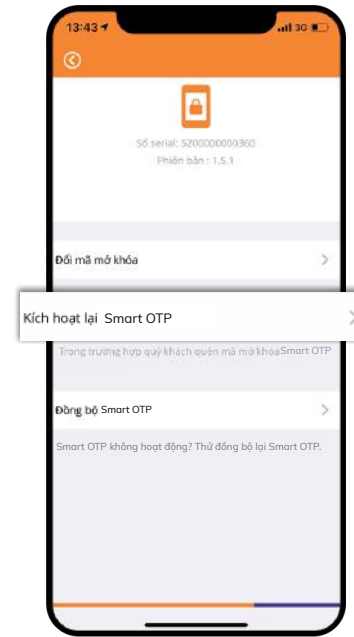 13:43
3G
Số serial: 5200000000360
Phiên bản : 1.5.1
Đổi mã mở khóa
Kích hoạt lại Smart OTP
Trong trường hợp quý khách quên mã mở khóa Smart OTP
Đồng bộ Smart OTP
Smart OTP không hoạt động? Thử đồng bộ lại Smart OTP.